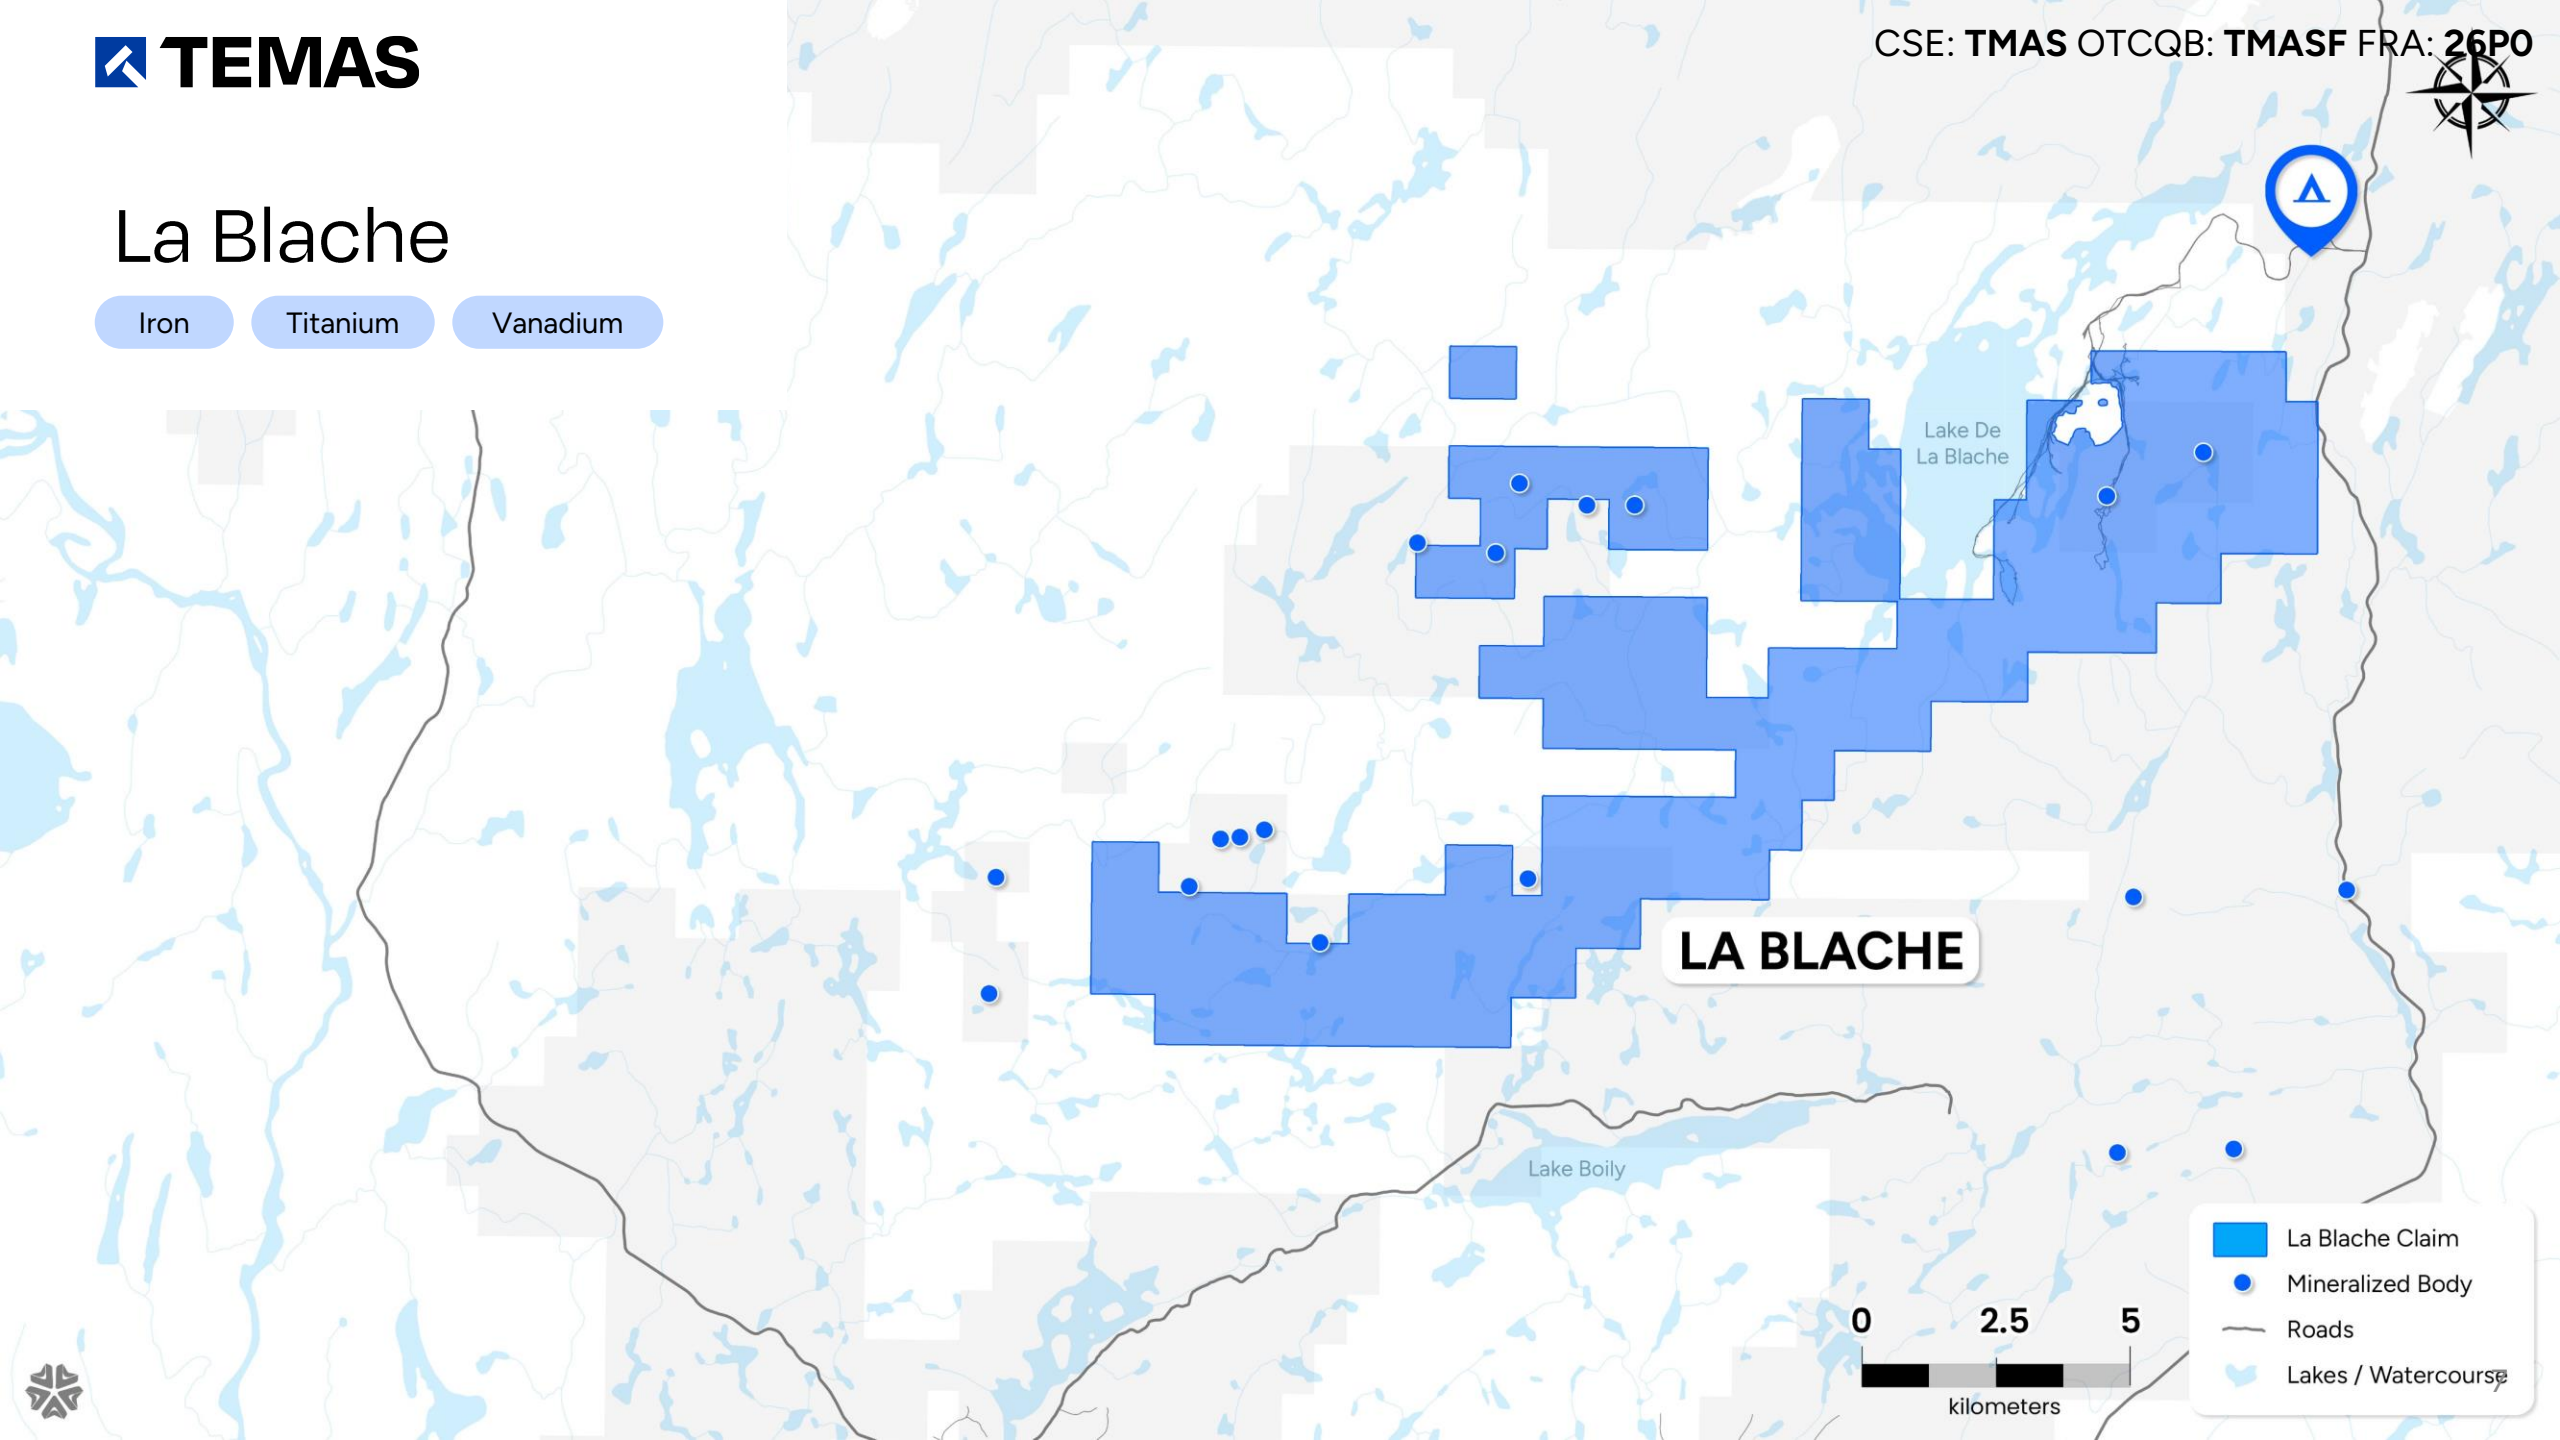 TEMAS
CSE: TMAS OTCQB: TMASF FRA: 26P0
La Blache
Iron
Titanium
Vanadium
Lake De
La Blache
LA BLACHE
Lake Boily
La Blache Claim
Mineralized Body
Roads
Lakes / Watercourse
7
0 2.5 5
kilometers